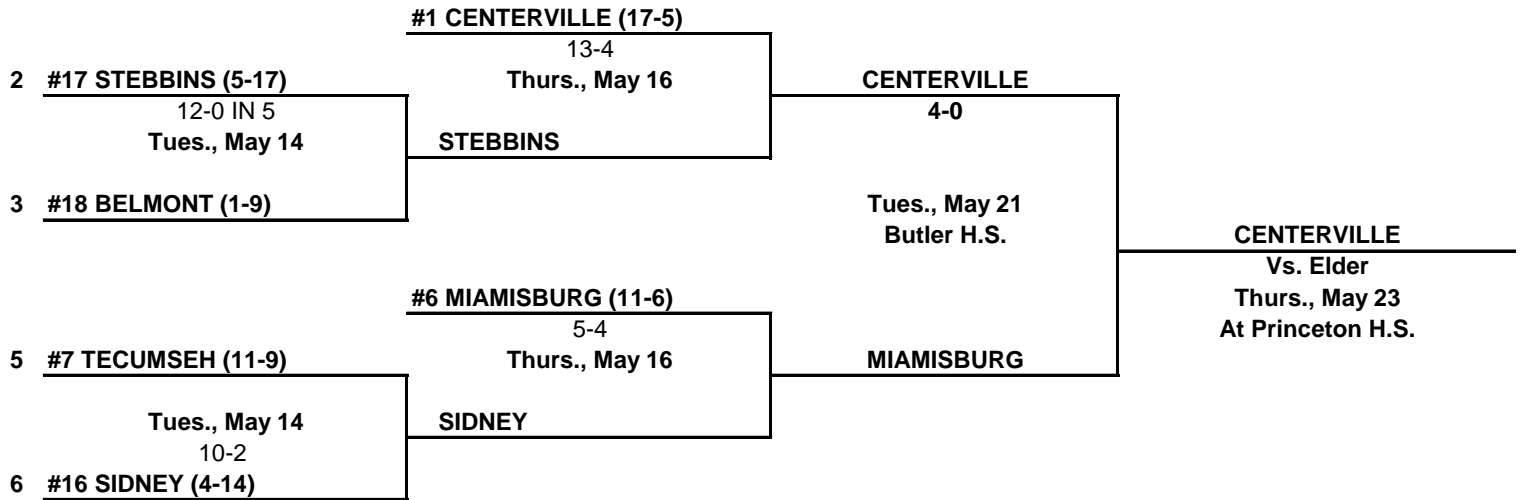 #1 CENTERVILLE (17-5)
13-4
2 #17 STEBBINS (5-17) Thurs., May 16 CENTERVILLE
12-0 IN 5 4-0
Tues., May 14 STEBBINS
3 #18 BELMONT (1-9) Tues., May 21
Butler H.S. CENTERVILLE
Vs. Elder
#6 MIAMISBURG (11-6) Thurs., May 23
5-4 At Princeton H.S.
5 #7 TECUMSEH (11-9) Thurs., May 16 MIAMISBURG
Tues., May 14 SIDNEY
10-2
6 #16 SIDNEY (4-14)